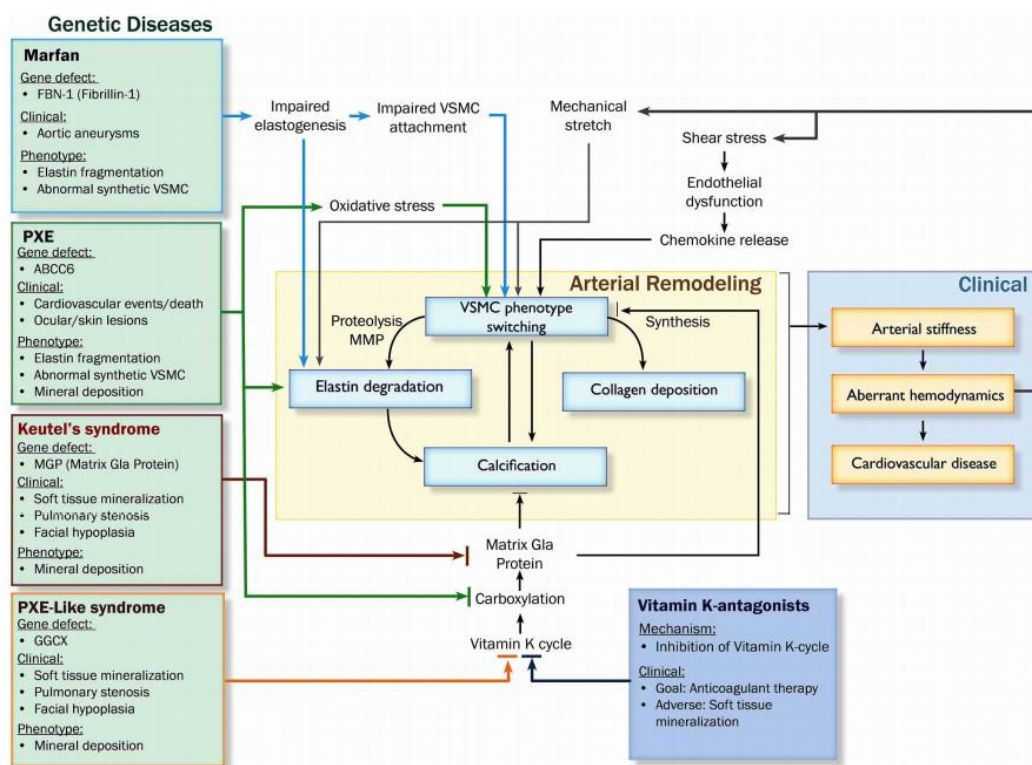 Genetic Diseases
Marfan
Gene defect:
• FBN-1 (Fibrillin-1)
Clinical:
• Aortic aneurysms
Phenotype:
• Elastin fragmentation
• Abnormal synthetic VSMC
PXE
Gene defect:
• ABCC6
Clinical:
• Cardiovascular events/death
• Ocular/skin lesions
Phenotype:
• Elastin fragmentation
• Abnormal synthetic VSMC
• Mineral deposition
Keutel's syndrome
Gene defect:
• MGP (Matrix Gla Protein)
Clinical:
• Soft tissue mineralization
• Pulmonary stenosis
• Facial hypoplasia
Phenotype:
• Mineral deposition
PXE-Like syndrome
Gene defect:
• GGCX
Clinical:
• Soft tissue mineralization
• Pulmonary stenosis
• Facial hypoplasia
Phenotype:
• Mineral deposition
Impaired
elastogenesis
Impaired VSMC
attachment
Mechanical
stretch
Shear stress
Endothelial
dysfunction
Chemokine release
Oxidative stress
Arterial Remodeling
VSMC phenotype
switching
Proteolysis
MMP
Synthesis
Elastin degradation
Collagen deposition
Calcification
Matrix Gla
Protein
Carboxylation
Vitamin K cycle
Clinical
Arterial stiffness
Aberrant hemodynamics
Cardiovascular disease
Vitamin K-antagonists
Mechanism:
• Inhibition of Vitamin K-cycle
Clinical:
• Goal: Anticoagulant therapy
• Adverse: Soft tissue
mineralization